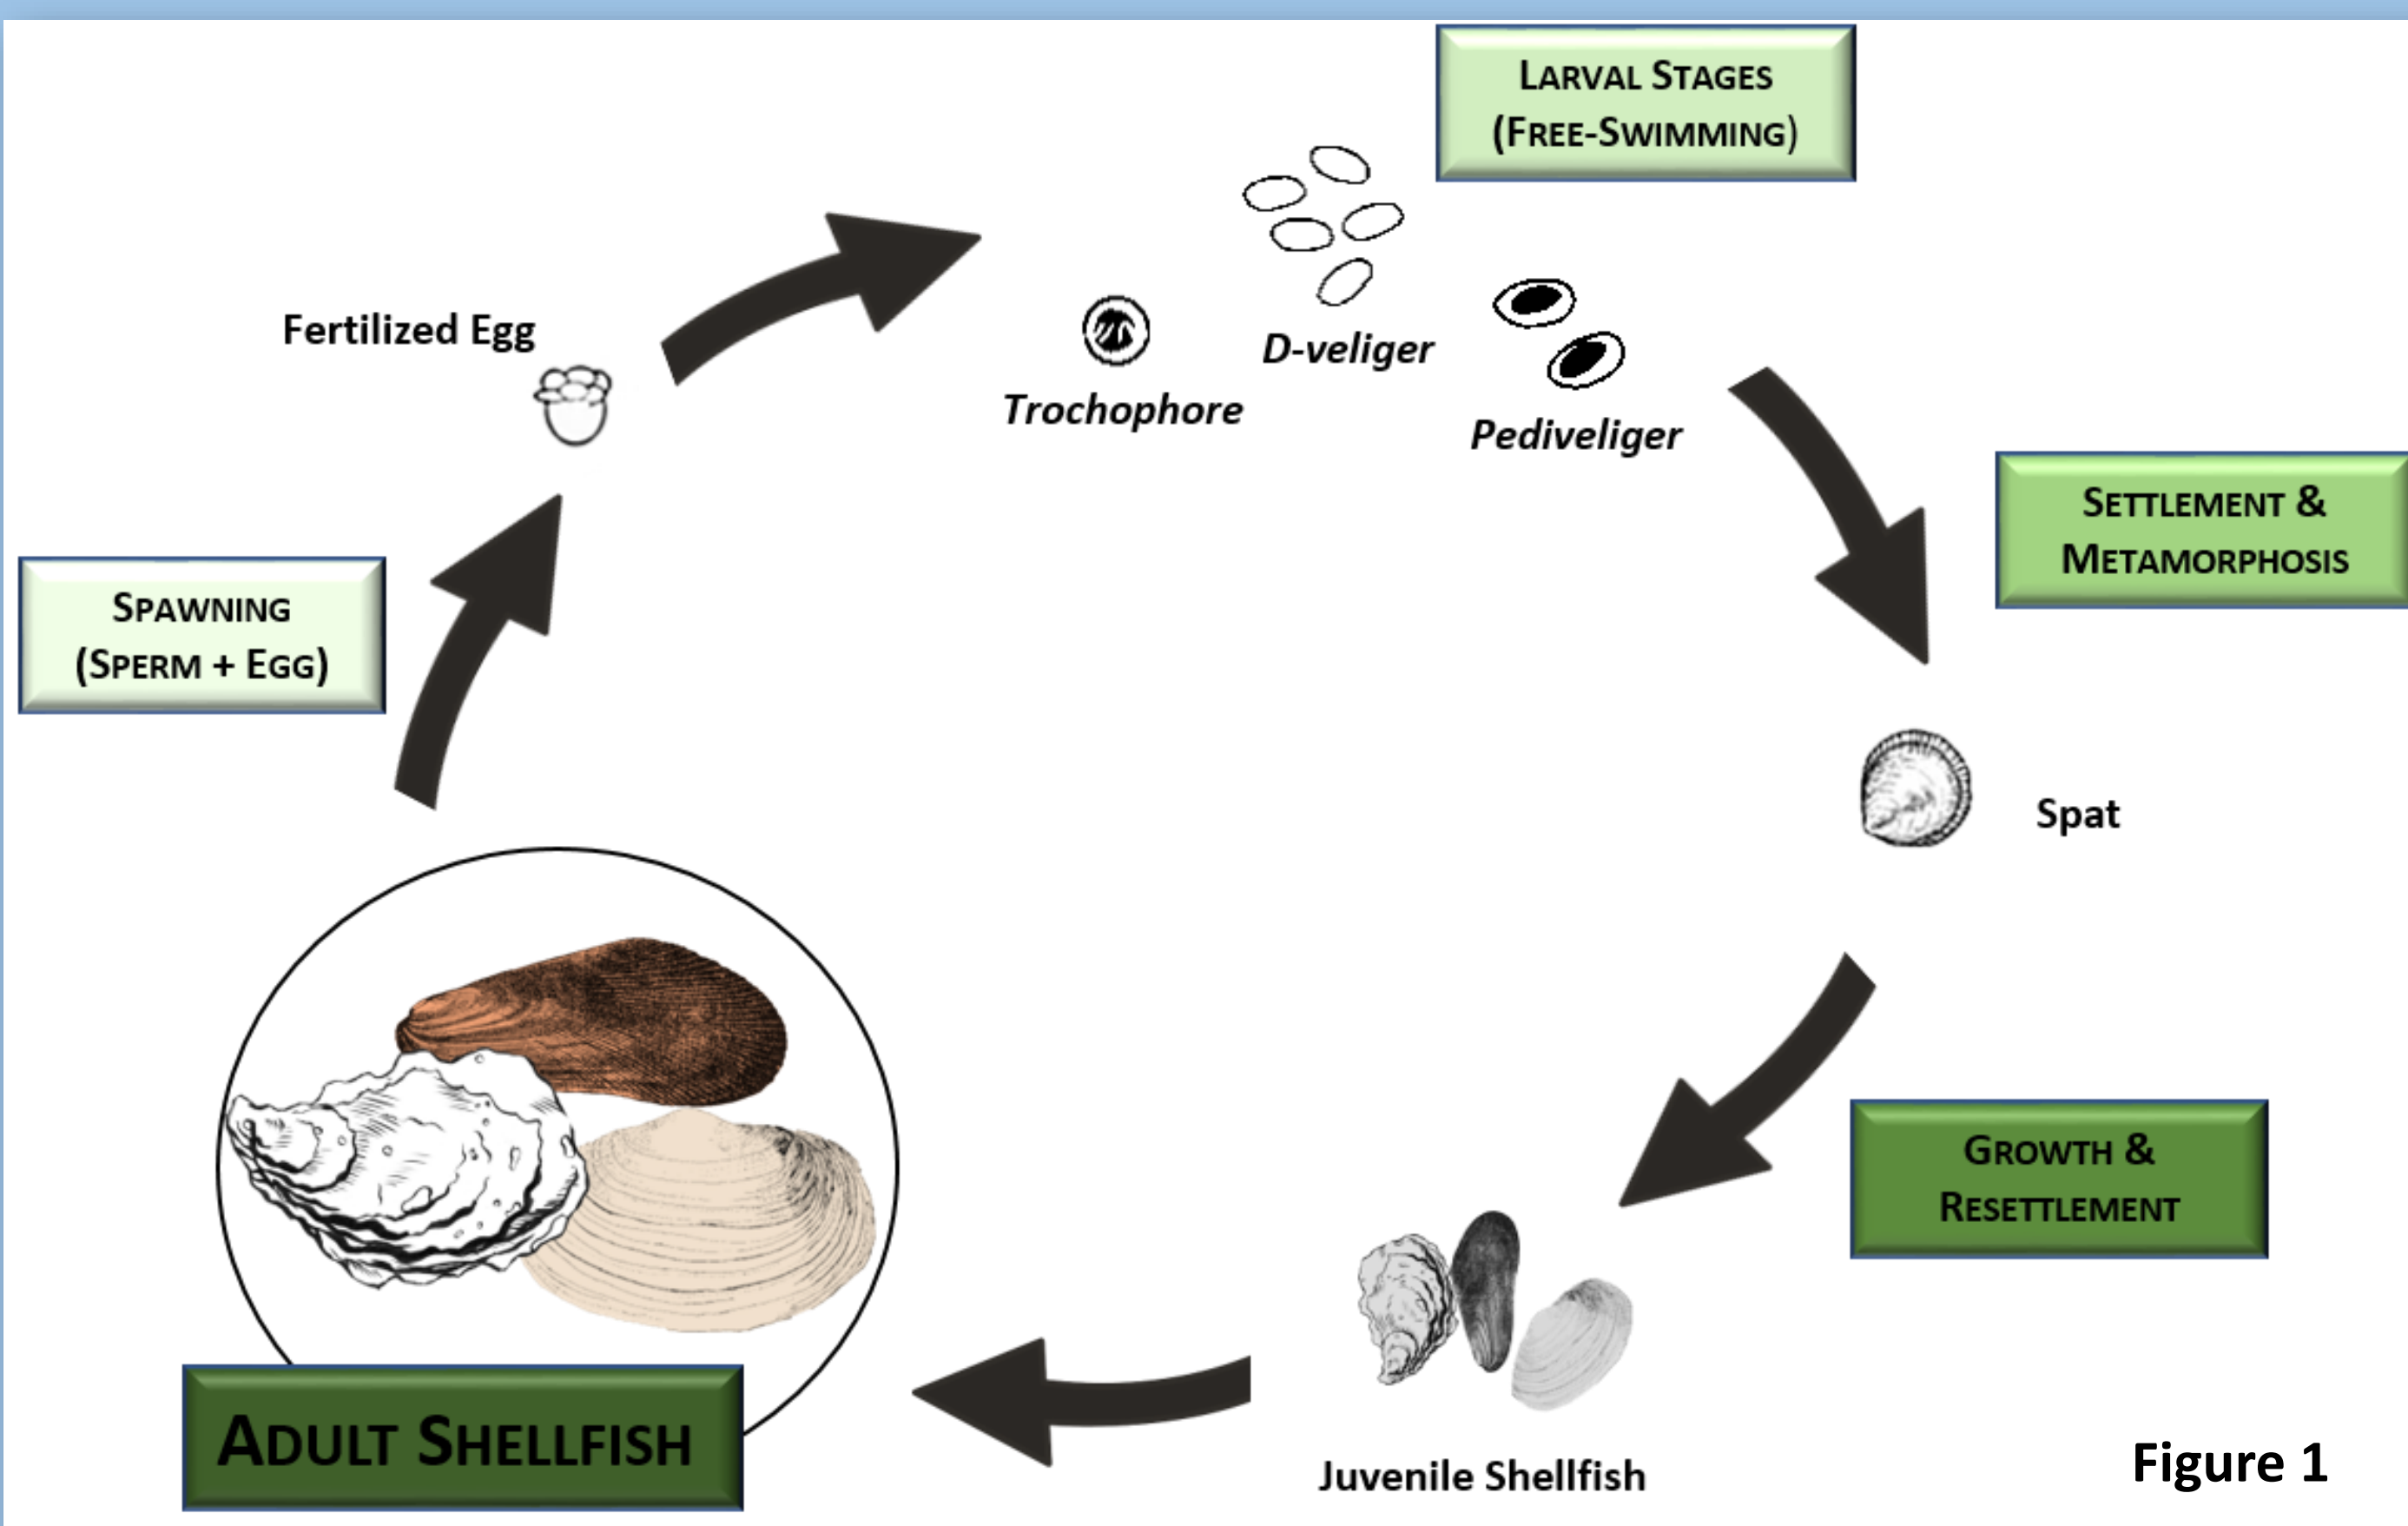 LARVAL STAGES
(FREE-SWIMMING)
Fertilized Egg
D-veliger
Trochophore
Pediveliger
SETTLEMENT &
METAMORPHOSIS
SPAWNING
(SPERM + EGG)
Spat
GROWTH &
RESETTLEMENT
ADULT SHELLFISH
Juvenile Shellfish
Figure 1